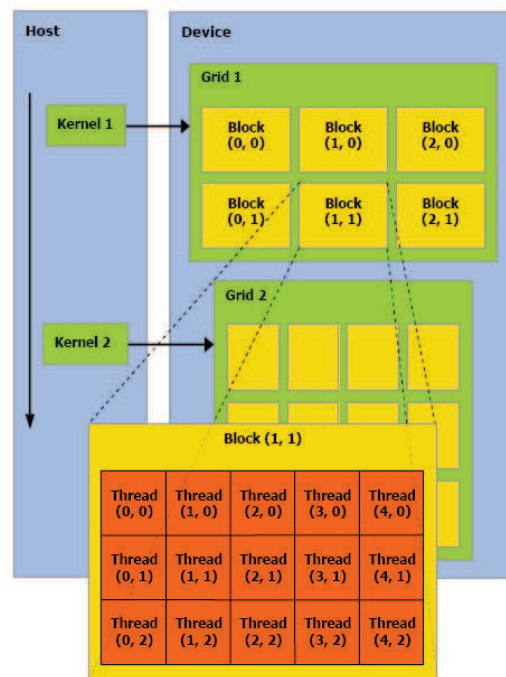 Host
Device
Grid 1
Kernel 1
Block
(0, 0)
Block
(1, 0)
Block
(2, 0)
Block
(0, 1)
Block
(1, 1)
Block
(2, 1)
Grid 2
Kernel 2
Block (1, 1)
Thread
(0, 0)
Thread
(1, 0)
Thread
(2, 0)
Thread
(3, 0)
Thread
(4, 0)
Thread
(0, 1)
Thread
(1, 1)
Thread
(2, 1)
Thread
(3, 1)
Thread
(4, 1)
Thread
(0, 2)
Thread
(1, 2)
Thread
(2, 2)
Thread
(3, 2)
Thread
(4, 2)